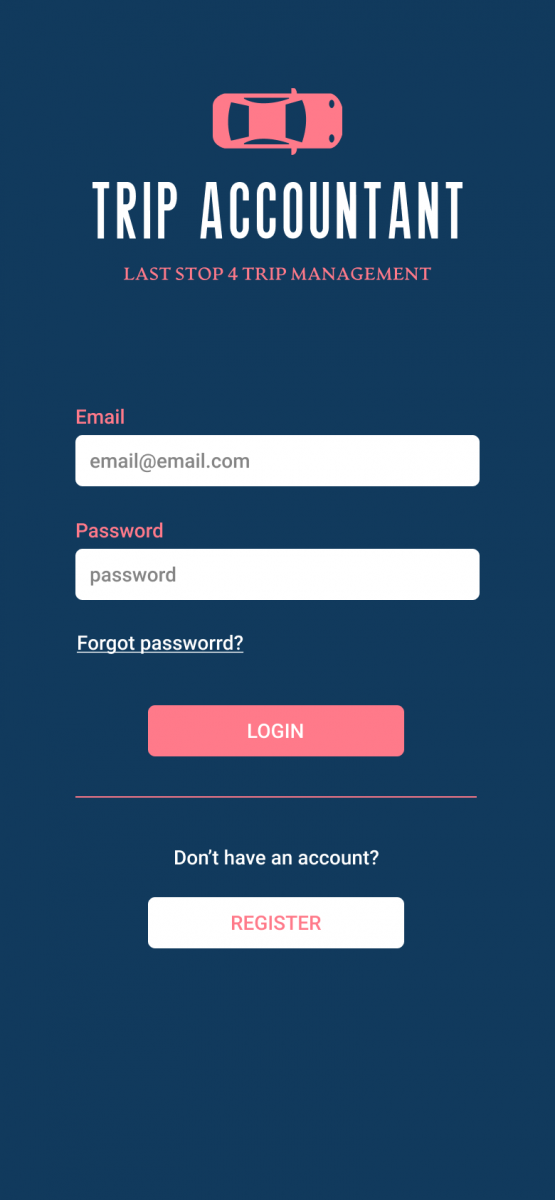 TRIP ACCOUNTANT
LAST STOP 4 TRIP MANAGEMENT
Email
email@email.com
Password
password
Forgot passworrd?
LOGIN
Don’t have an account?
REGISTER